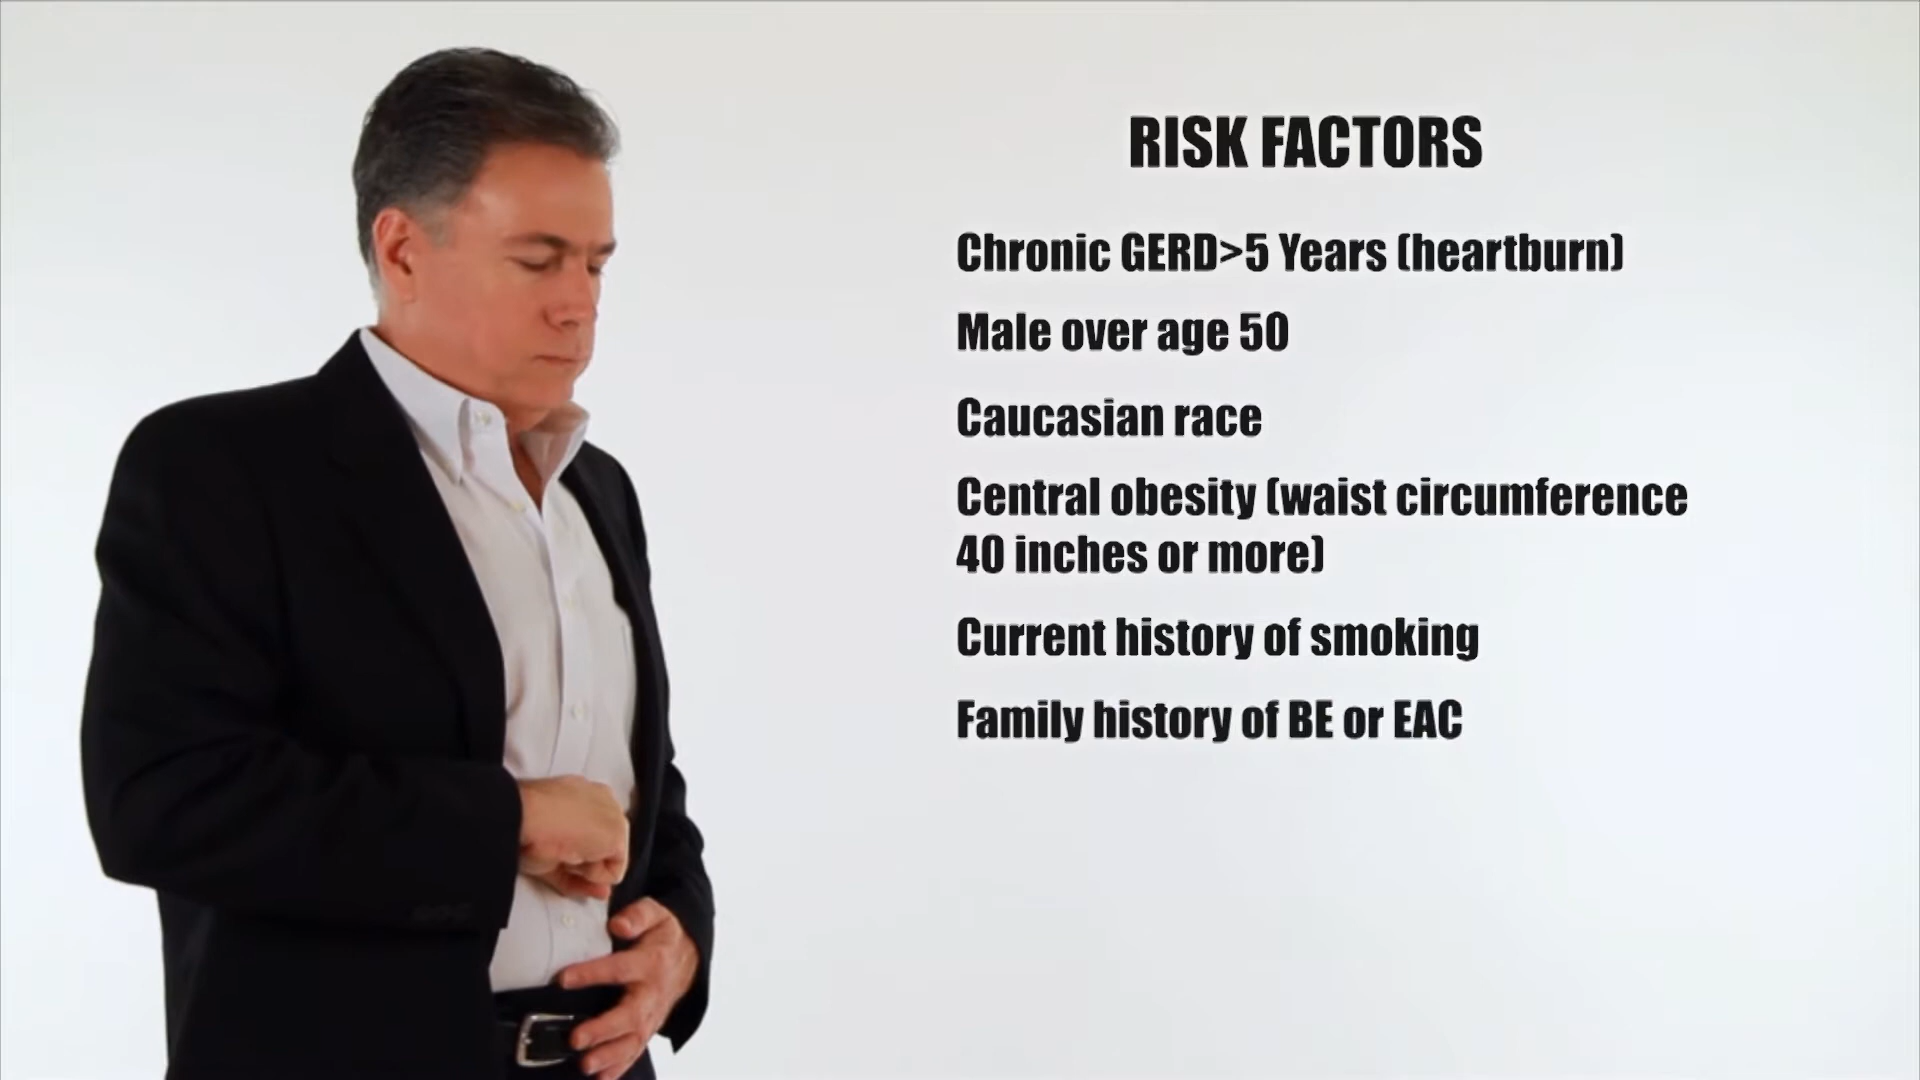 RISK FACTORS
Chronic GERD>5 Years (heartburn)
Male over age 50
Caucasian race
Central obesity (waist circumference
40 inches or more)
Current history of smoking
Family history of BE or EAC